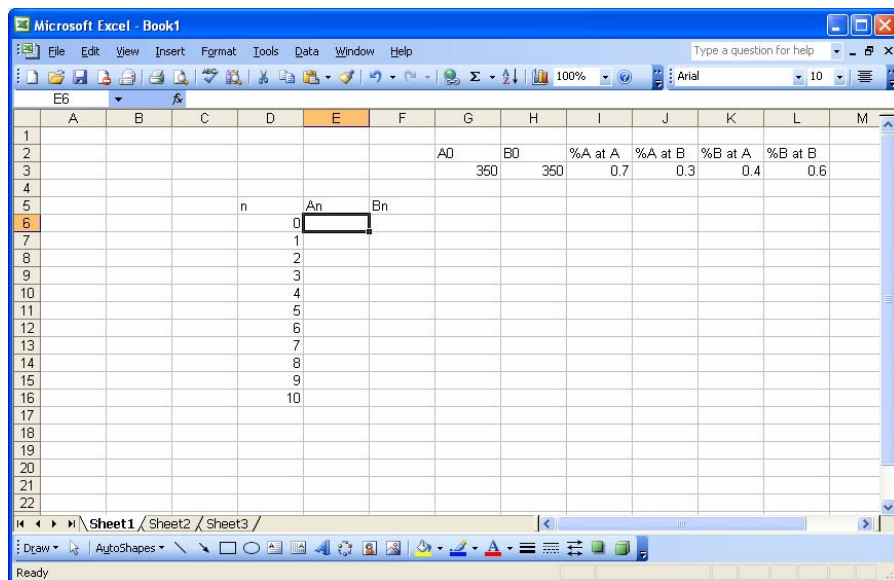 Microsoft Excel - Book1
File Edit View Insert Format Tools Data Window Help Type a question for help
100% Arial 10
E6 fx
A B C D E F G H I J K L M
1
2 A0 B0 %A at A %A at B %B at A %B at B
3 350 350 0.7 0.3 0.4 0.6
4
5 n An Bn
6 0
7 1
8 2
9 3
10 4
11 5
12 6
13 7
14 8
15 9
16 10
17
18
19
20
21
22
Sheet1 / Sheet2 / Sheet3 /
Draw AutoShapes
Ready